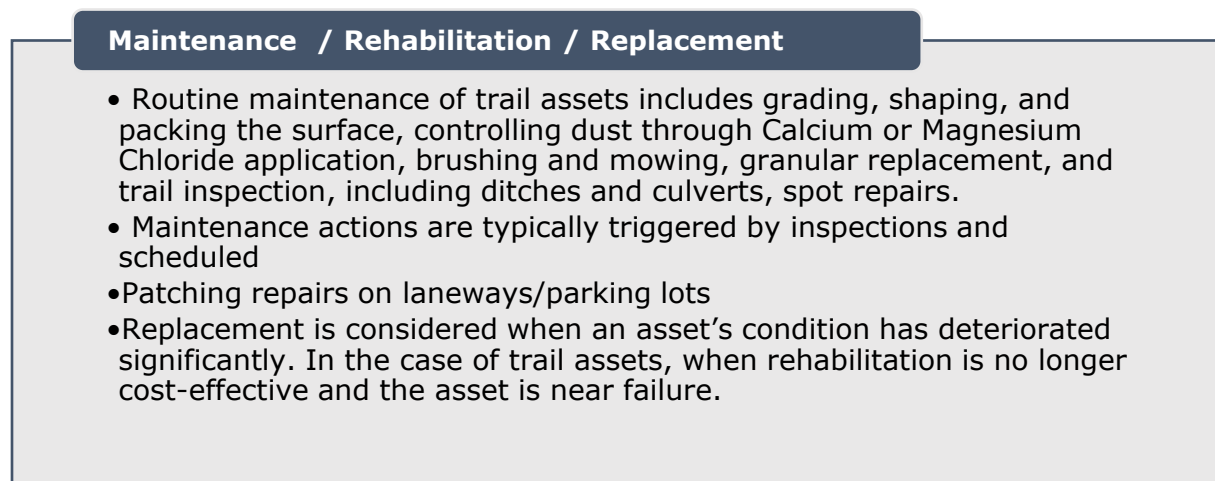 Maintenance / Rehabilitation / Replacement
• Routine maintenance of trail assets includes grading, shaping, and
packing the surface, controlling dust through Calcium or Magnesium
Chloride application, brushing and mowing, granular replacement, and
trail inspection, including ditches and culverts, spot repairs.
• Maintenance actions are typically triggered by inspections and
scheduled
•Patching repairs on laneways/parking lots
•Replacement is considered when an asset’s condition has deteriorated
significantly. In the case of trail assets, when rehabilitation is no longer
cost-effective and the asset is near failure.